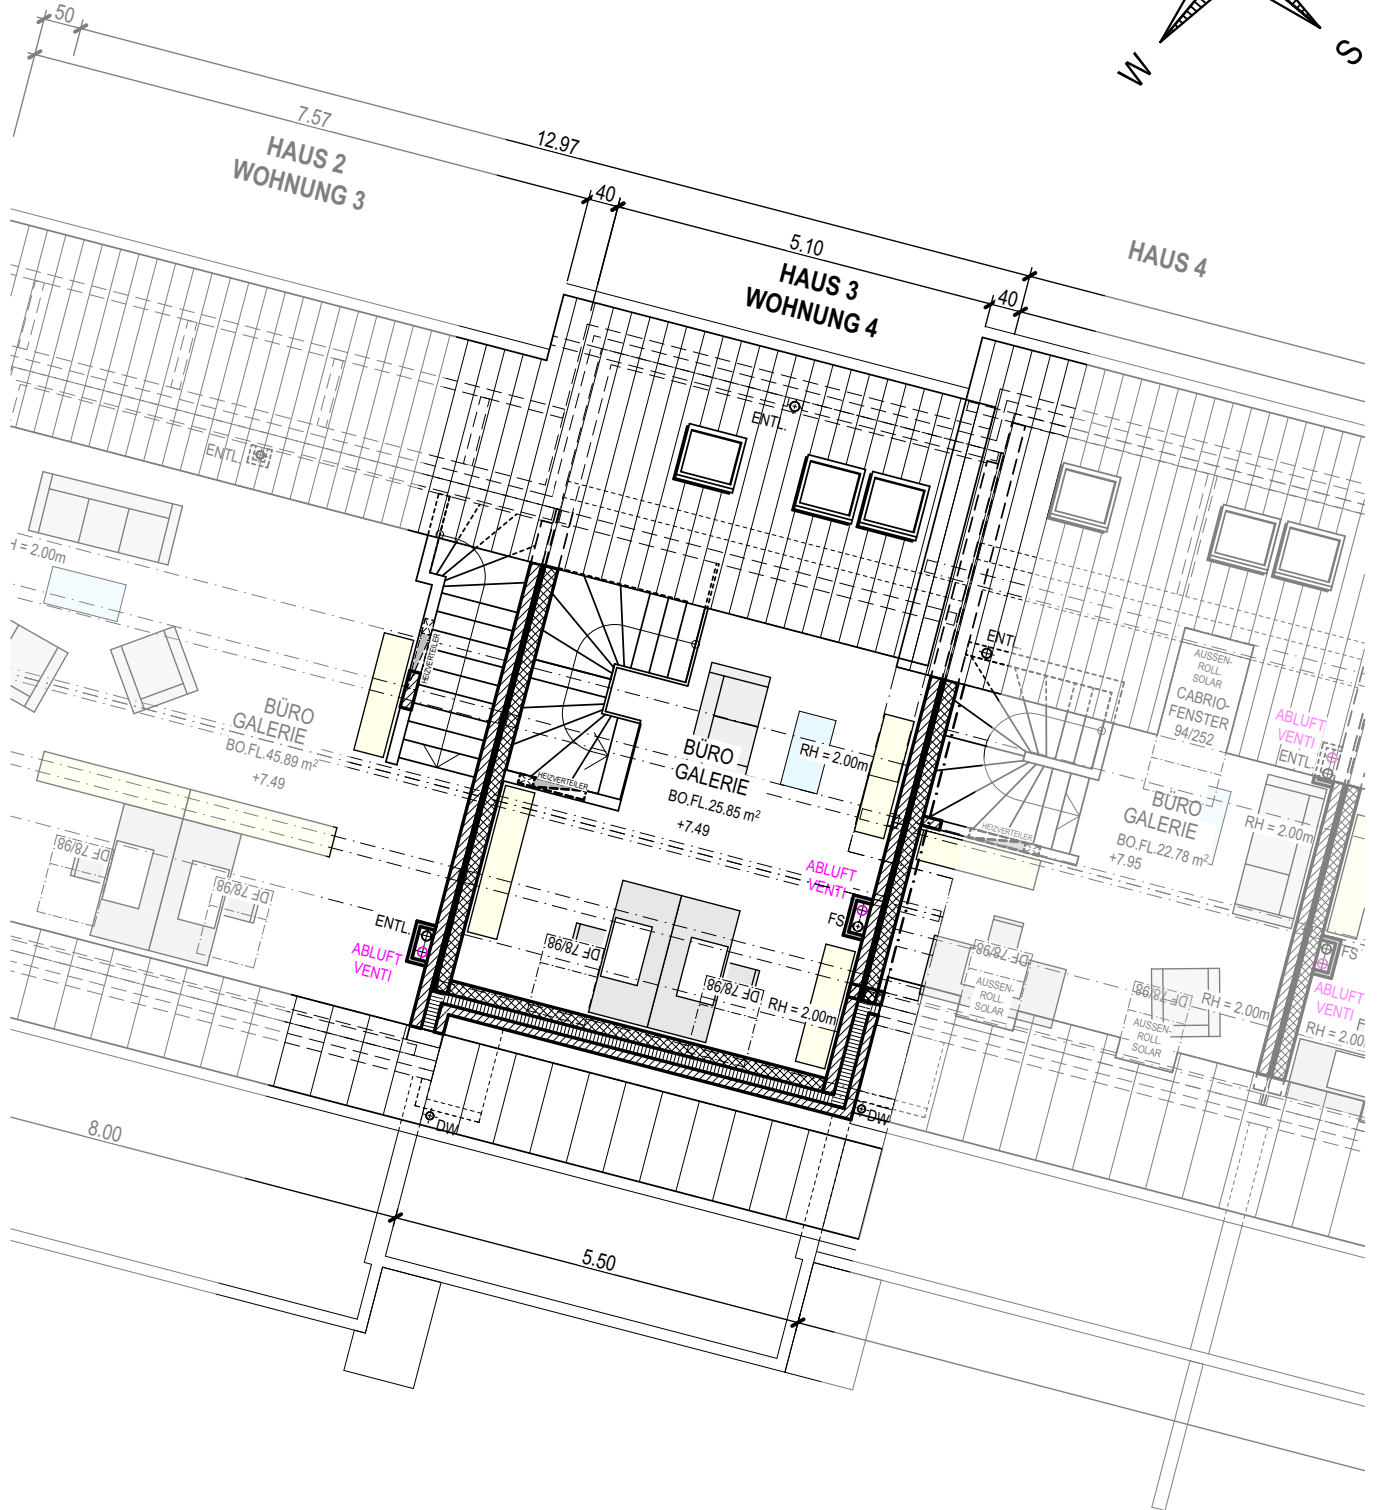 50
W
S
7.57
12.97
HAUS 2
WOHNUNG 3
40
5.10
HAUS 3
WOHNUNG 4
40
HAUS 4
ENTL.
ENTL.
H = 2.00m
HEIZVERTEILER
BÜRO
GALERIE
BO.FL.45.89 m²
+7.49
DF 78/98
DF 78/98
BÜRO
GALERIE
BO.FL.25.85 m²
+7.49
HEIZVERTEILER
RH = 2.00m
ABLUFT
VENTI
FS
ENTL.
ABLUFT
VENTI
DF 78/98
DF 78/98
RH = 2.00m
ENTL.
AUSSEN-
ROLL.
SOLAR
CABRIO-
FENSTER
94/252
ABLUFT
VENTI
ENTL.
BÜRO
GALERIE
BO.FL.22.78 m²
+7.95
HEIZVERTEILER
RH = 2.00m
DF 78/98
AUSSEN-
ROLL.
SOLAR
DF 78/98
AUSSEN-
ROLL.
SOLAR
RH = 2.00m
FS
ABLUFT
VENTI
F
RH = 2.00
DW
DW
8.00
5.50